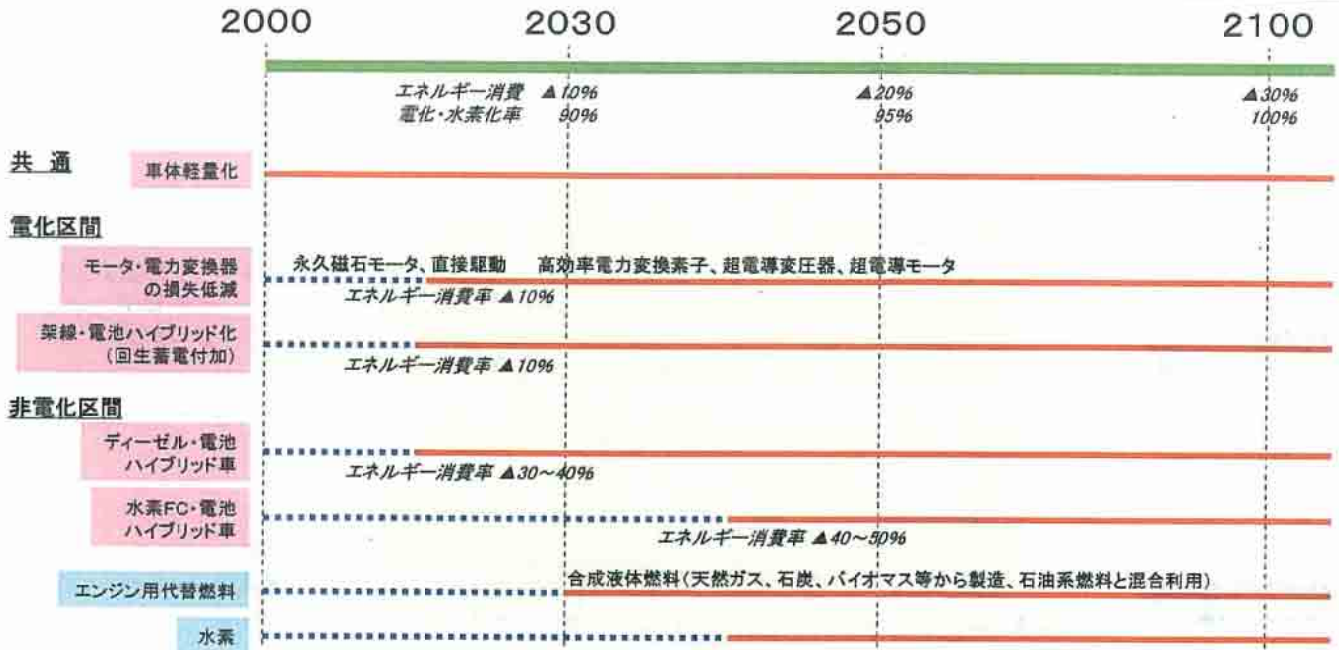 2000 2030 2050 2100
エネルギー消費 ▲10% ▲20% ▲30%
電化・水素化率 90% 95% 100%
共 通
車体軽量化
電化区間
モータ・電力変換器
の損失低減
永久磁石モータ、直接駆動 高効率電力変換素子、超電導変圧器、超電導モータ
エネルギー消費率 ▲10%
架線・電池ハイブリッド化
(回生蓄電付加)
エネルギー消費率 ▲10%
非電化区間
ディーゼル・電池
ハイブリッド車
エネルギー消費率 ▲30～40%
水素FC・電池
ハイブリッド車
エネルギー消費率 ▲40～50%
エンジン用代替燃料
合成液体燃料(天然ガス、石炭、バイオマス等から製造、石油系燃料と混合利用)
水素